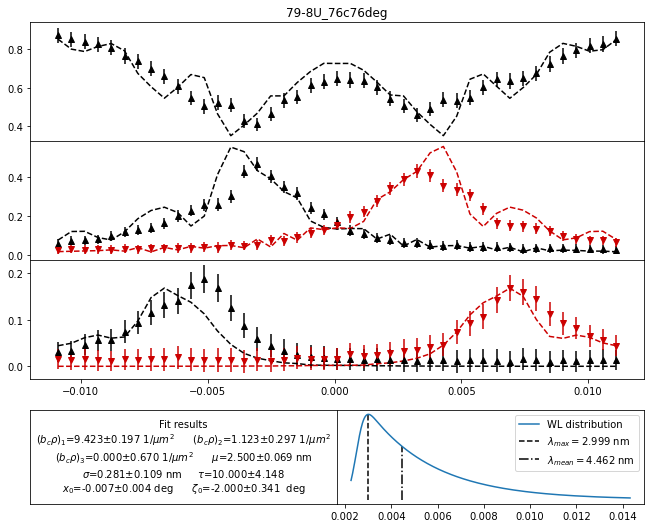 79-8U_76c76deg
0.8
0.6
0.4
0.4
0.2
0.0
0.2
0.1
0.0
−0.010 −0.005 0.000 0.005 0.010
Fit results
(b_cρ)₁=9.423±0.197 1/μm² (b_cρ)₂=1.123±0.297 1/μm²
(b_cρ)₃=0.000±0.670 1/μm² μ=2.500±0.069 nm
σ=0.281±0.109 nm τ=10.000±4.148
x₀=-0.007±0.004 deg ζ₀=-2.000±0.341 deg
WL distribution
λ_max = 2.999 nm
λ_mean = 4.462 nm
0.002 0.004 0.006 0.008 0.010 0.012 0.014